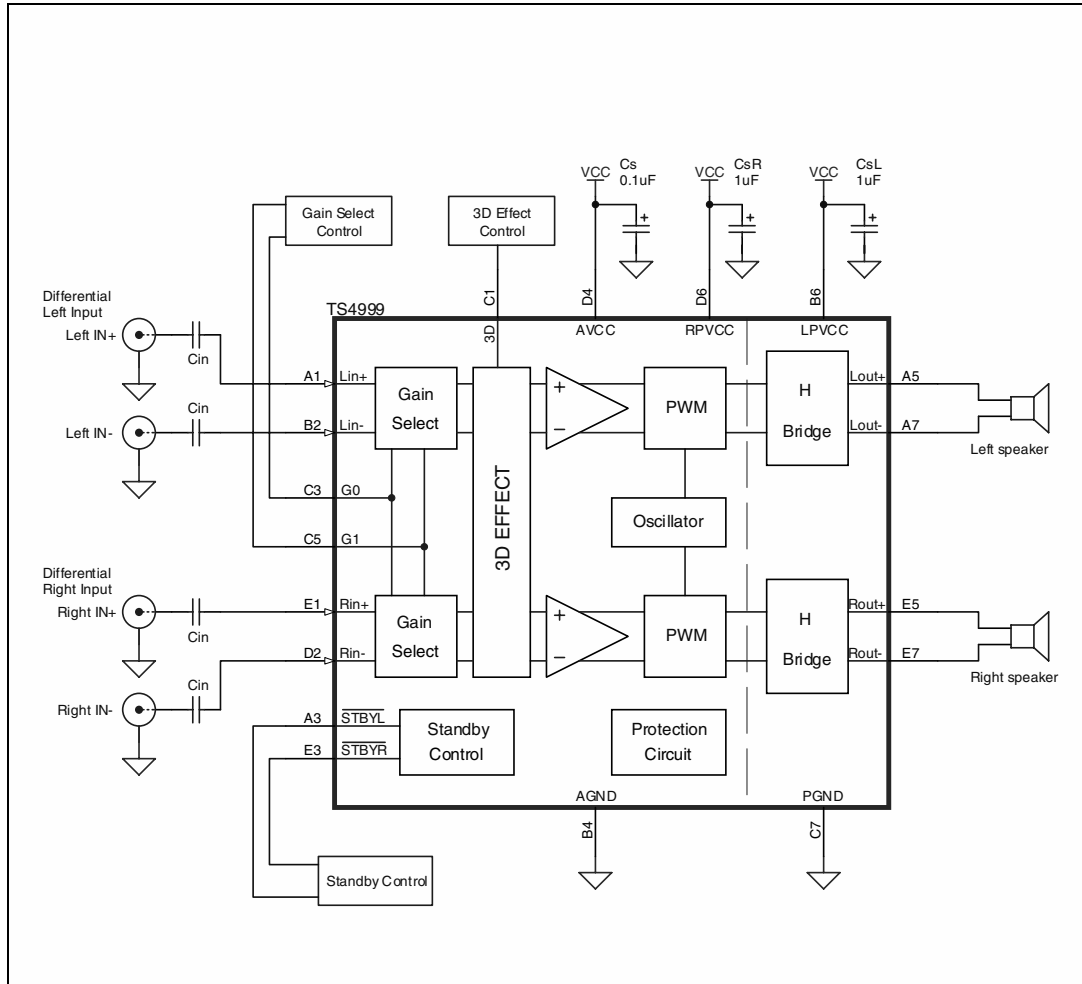 VCC
Cs
0.1uF
VCC
CsR
1uF
VCC
CsL
1uF
Gain Select
Control
3D Effect
Control
Differential
Left Input
Left IN+
Cin
C1
D4
D6
B6
TS4999
3D
AVCC
RPVCC
LPVCC
A1
Lin+
Gain
Select
+
−
PWM
H
Bridge
Lout+
A5
Cin
Left IN-
B2
Lin-
Lout-
A7
Left speaker
C3
G0
3D EFFECT
Oscillator
C5
G1
Differential
Right Input
Right IN+
Cin
E1
Rin+
Gain
Select
+
−
PWM
H
Bridge
Rout+
E5
D2
Rin-
Rout-
E7
Right speaker
Cin
Right IN-
A3
STBYL
Standby
Control
Protection
Circuit
E3
STBYR
AGND
PGND
B4
C7
Standby Control